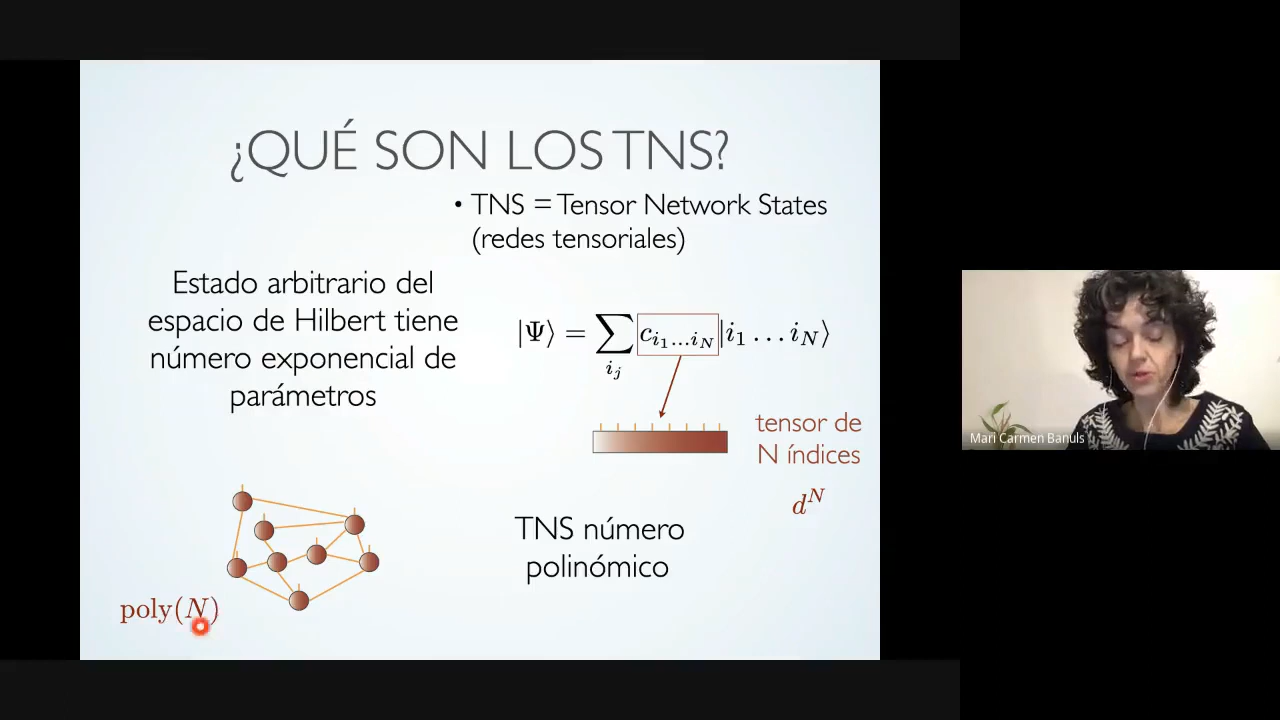 ¿QUÉ SON LOS TNS?
• TNS = Tensor Network States
(redes tensoriales)
Estado arbitrario del
espacio de Hilbert tiene
número exponencial de
parámetros
|Ψ⟩ = ∑_{i_j} c_{i_1...i_N} |i_1 ... i_N⟩
tensor de
N índices
d^N
TNS número
polinómico
poly(N)
Mari Carmen Banuls